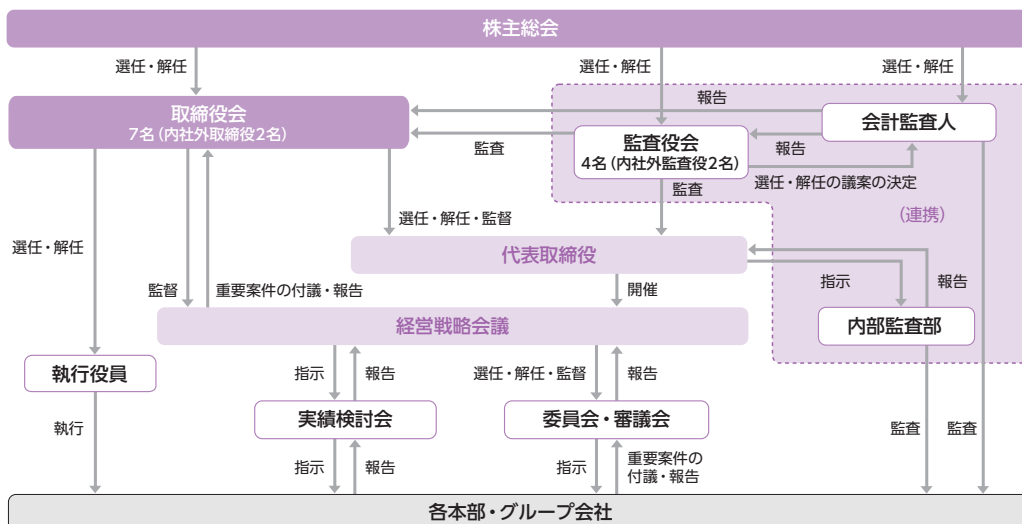 株主総会
選任・解任
選任・解任
選任・解任
取締役会
7名（内社外取締役2名）
報告
会計監査人
監査
監査役会
4名（内社外監査役2名）
報告
選任・解任の議案の決定
監査
（連携）
選任・解任
選任・解任・監督
代表取締役
監督
重要案件の付議・報告
開催
指示
報告
経営戦略会議
内部監査部
執行役員
指示
報告
選任・解任・監督
報告
実績検討会
委員会・審議会
執行
監査
監査
指示
報告
指示
重要案件の
付議・報告
各本部・グループ会社